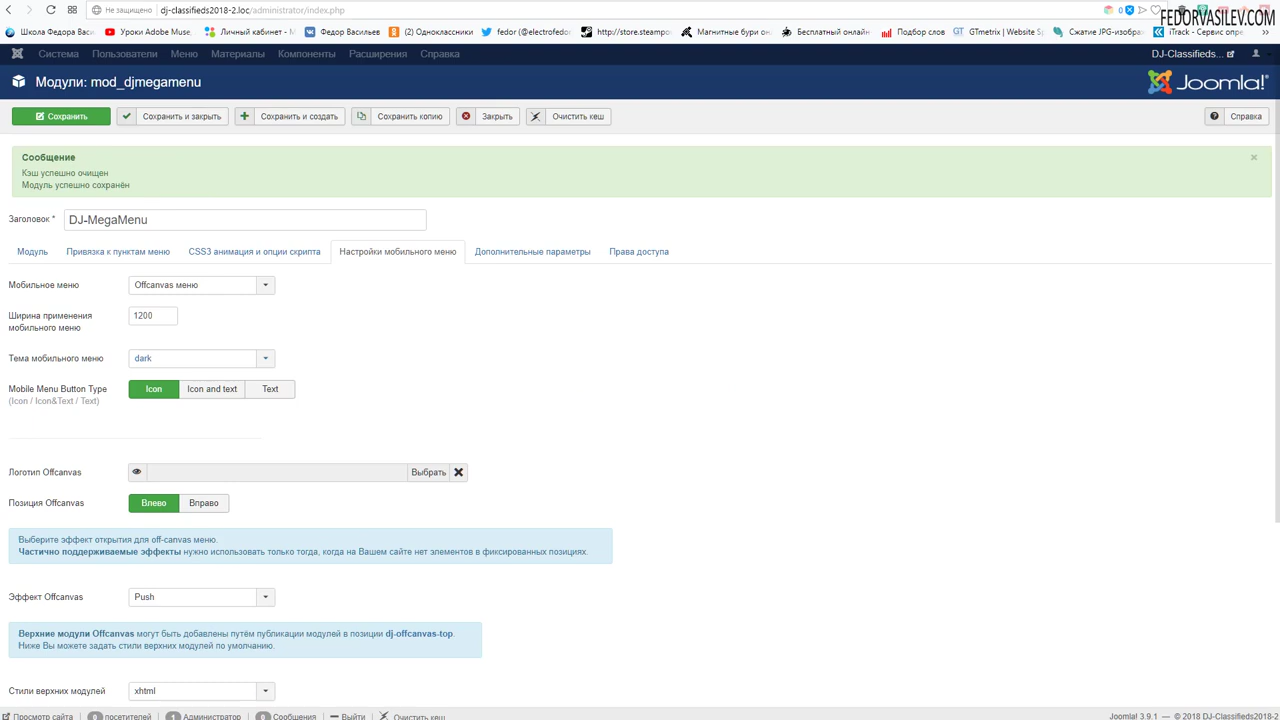 Не защищено dj-classifieds2018-2.loc/administrator/index.php
0
FEDORVASILEV.COM
Школа Федора Васи
Уроки Adobe Muse
Личный кабинет - М
Федор Васильев
(2) Одноклассники
fedor (@electrofedor
http://store.steampo
Магнитные бури он
Бесплатный онлайн
Подбор слов
GTmetrix | Website S
Сжатие JPG-изображ
iTrack - Сервис опре
Система Пользователи Меню Материалы Компоненты Расширения Справка
DJ-Classifieds...
Модули: mod_djmegamenu
Joomla!®
Сохранить
Сохранить и закрыть
Сохранить и создать
Сохранить копию
Закрыть
Очистить кеш
Справка
Сообщение
Кэш успешно очищен
Модуль успешно сохранён
Заголовок * DJ-MegaMenu
Модуль Привязка к пунктам меню CSS3 анимация и опции скрипта Настройки мобильного меню Дополнительные параметры Права доступа
Мобильное меню Offcanvas меню
Ширина применения 1200
мобильного меню
Тема мобильного меню dark
Mobile Menu Button Type Icon Icon and text Text
(Icon / Icon&Text / Text)
Логотип Offcanvas Выбрать
Позиция Offcanvas Влево Вправо
Выберите эффект открытия для off-canvas меню.
Частично поддерживаемые эффекты нужно использовать только тогда, когда на Вашем сайте нет элементов в фиксированных позициях.
Эффект Offcanvas Push
Верхние модули Offcanvas могут быть добавлены путём публикации модулей в позиции dj-offcanvas-top.
Ниже Вы можете задать стили верхних модулей по умолчанию.
Стили верхних модулей xhtml
Просмотр сайта 0 посетителей 1 Администратор 0 Сообщения Выйти Очистить кеш
Joomla! 3.9.1 — © 2018 DJ-Classifieds2018-2